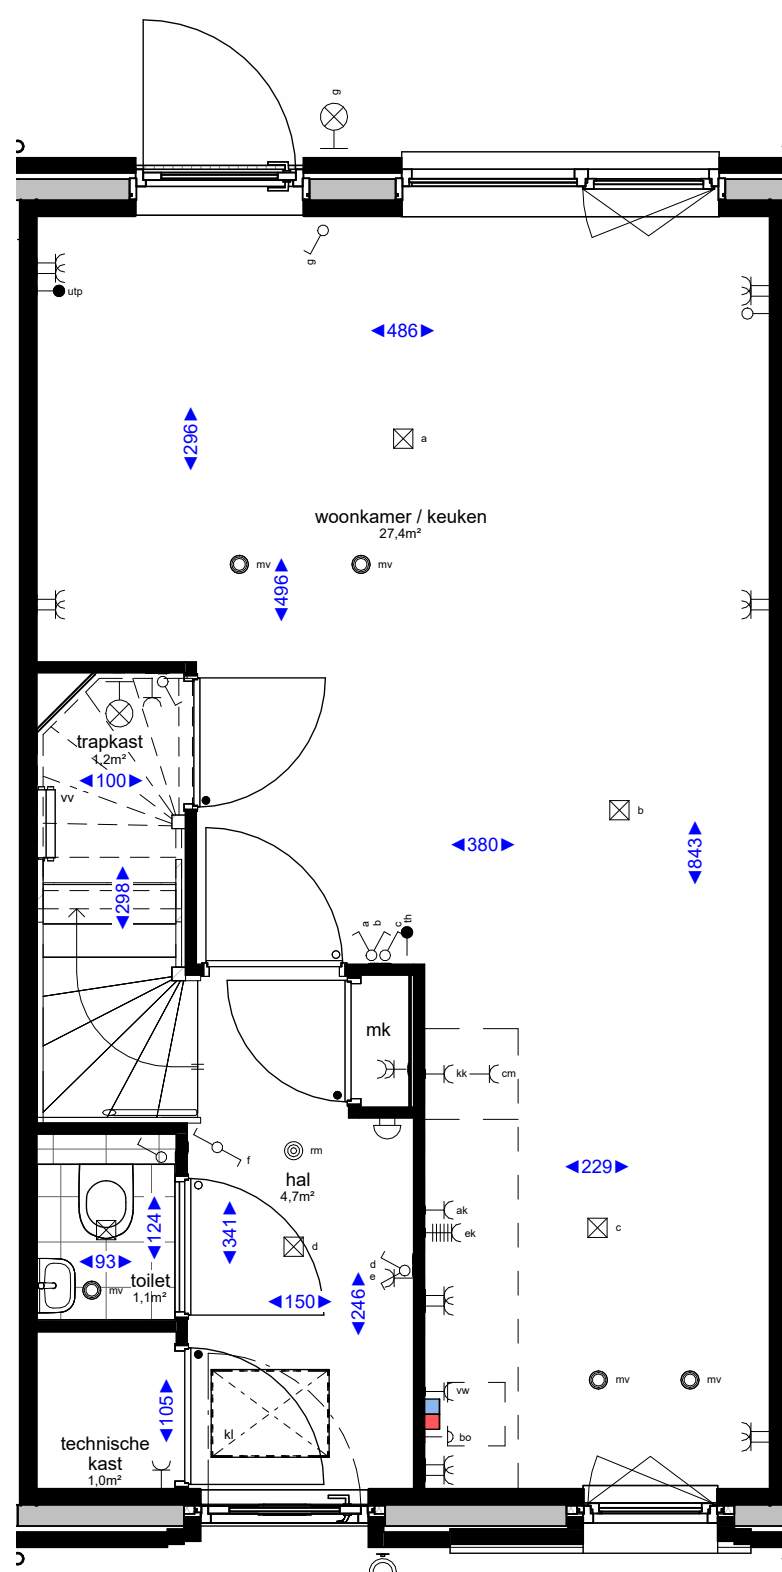 g
g
utp
486
296
a
woonkamer / keuken
27,4m²
mv
mv
496
trapkast
1,2m²
100
vv
b
380
843
298
a
b
c
th
mk
kk
cm
f
rm
hal
4,7m²
229
ak
124
341
c
ek
93
d
d
e
toilet
1,1m²
mv
150
246
mv
mv
vw
105
kl
bo
technische
kast
1,0m²